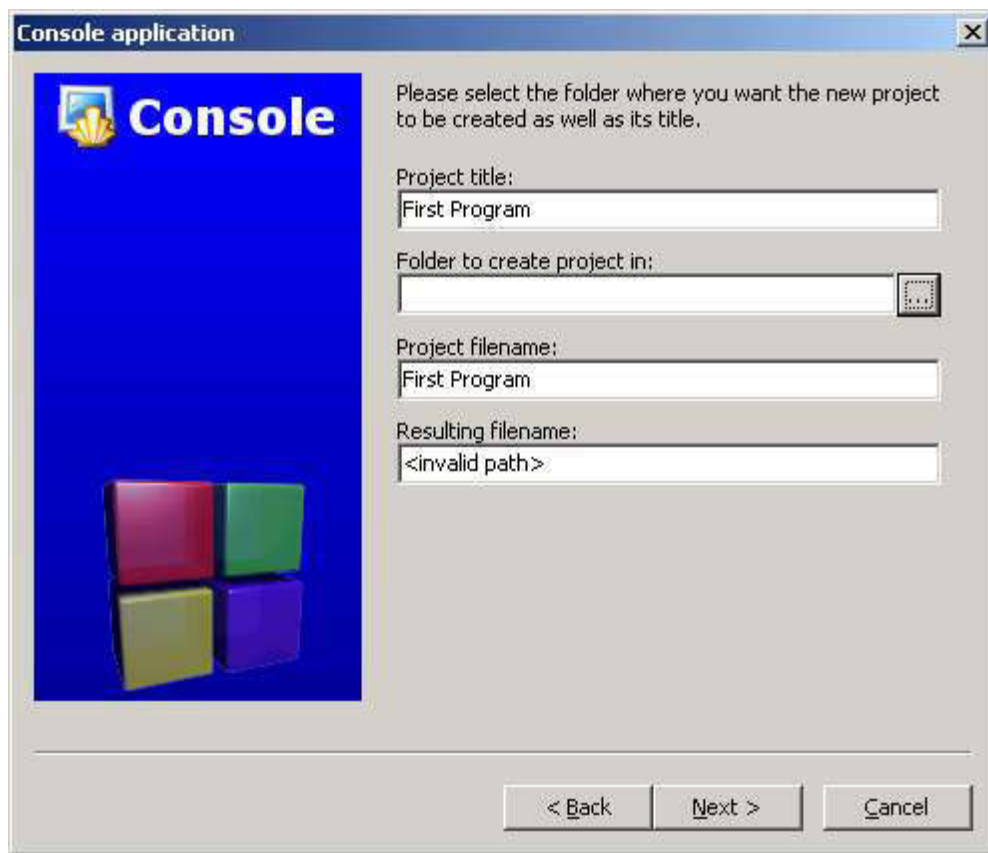 Console application
Console
Please select the folder where you want the new project
to be created as well as its title.
Project title:
First Program
Folder to create project in:
...
Project filename:
First Program
Resulting filename:
<invalid path>
< Back
Next >
Cancel